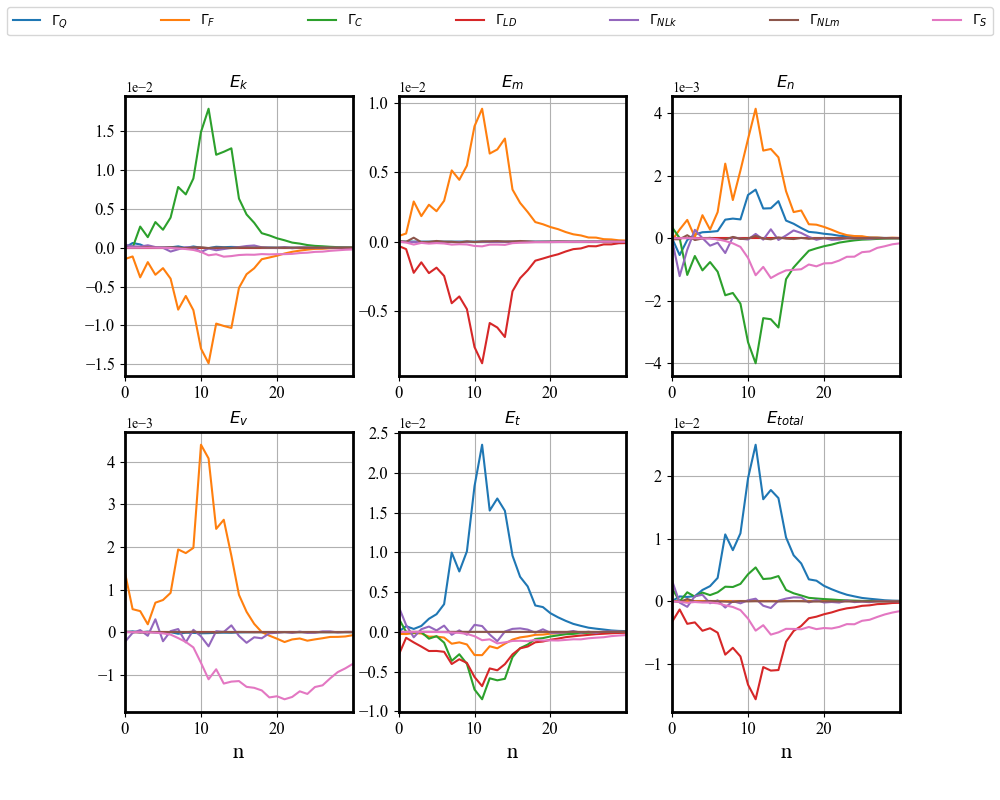 Γ_Q Γ_F Γ_C Γ_LD Γ_NLk Γ_NLm Γ_S
E_k E_m E_n
1e−2 1e−2 1e−3
1.5 1.0 0.5 0.0 −0.5 −1.0 −1.5
1.0 0.5 0.0 −0.5
4 2 0 −2 −4
0 10 20 0 10 20 0 10 20
E_v E_t E_total
1e−3 1e−2 1e−2
4 3 2 1 0 −1
2.5 2.0 1.5 1.0 0.5 0.0 −0.5 −1.0
2 1 0 −1
0 10 20 0 10 20 0 10 20
n n n